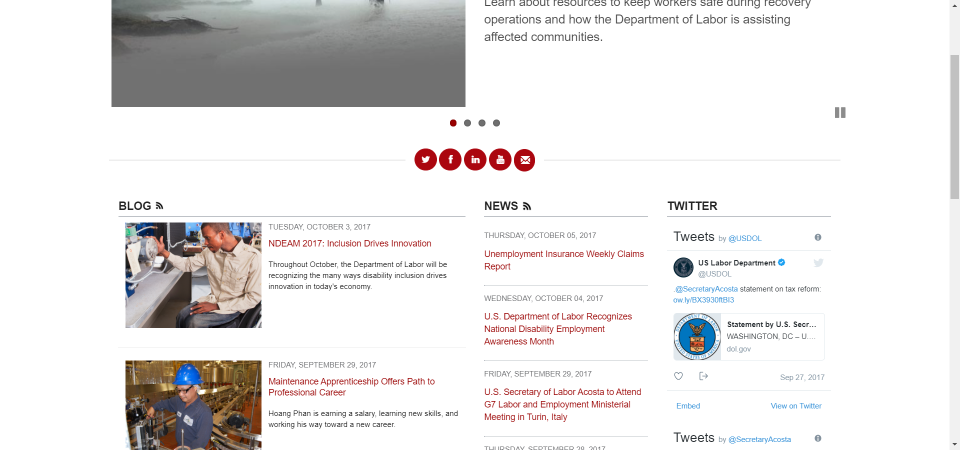 Learn about resources to keep workers safe during recovery
operations and how the Department of Labor is assisting
affected communities.
BLOG
TUESDAY, OCTOBER 3, 2017
NDEAM 2017: Inclusion Drives Innovation
Throughout October, the Department of Labor will be
recognizing the many ways disability inclusion drives
innovation in today's economy.
FRIDAY, SEPTEMBER 29, 2017
Maintenance Apprenticeship Offers Path to
Professional Career
Hoang Phan is earning a salary, learning new skills, and
working his way toward a new career.
NEWS
THURSDAY, OCTOBER 05, 2017
Unemployment Insurance Weekly Claims
Report
WEDNESDAY, OCTOBER 04, 2017
U.S. Department of Labor Recognizes
National Disability Employment
Awareness Month
FRIDAY, SEPTEMBER 29, 2017
U.S. Secretary of Labor Acosta to Attend
G7 Labor and Employment Ministerial
Meeting in Turin, Italy
THURSDAY, SEPTEMBER 28, 2017
TWITTER
Tweets by @USDOL
US Labor Department
@USDOL
.@SecretaryAcosta statement on tax reform:
ow.ly/BX3930ftBI3
Statement by U.S. Secr...
WASHINGTON, DC – U....
dol.gov
Sep 27, 2017
Embed
View on Twitter
Tweets by @SecretaryAcosta